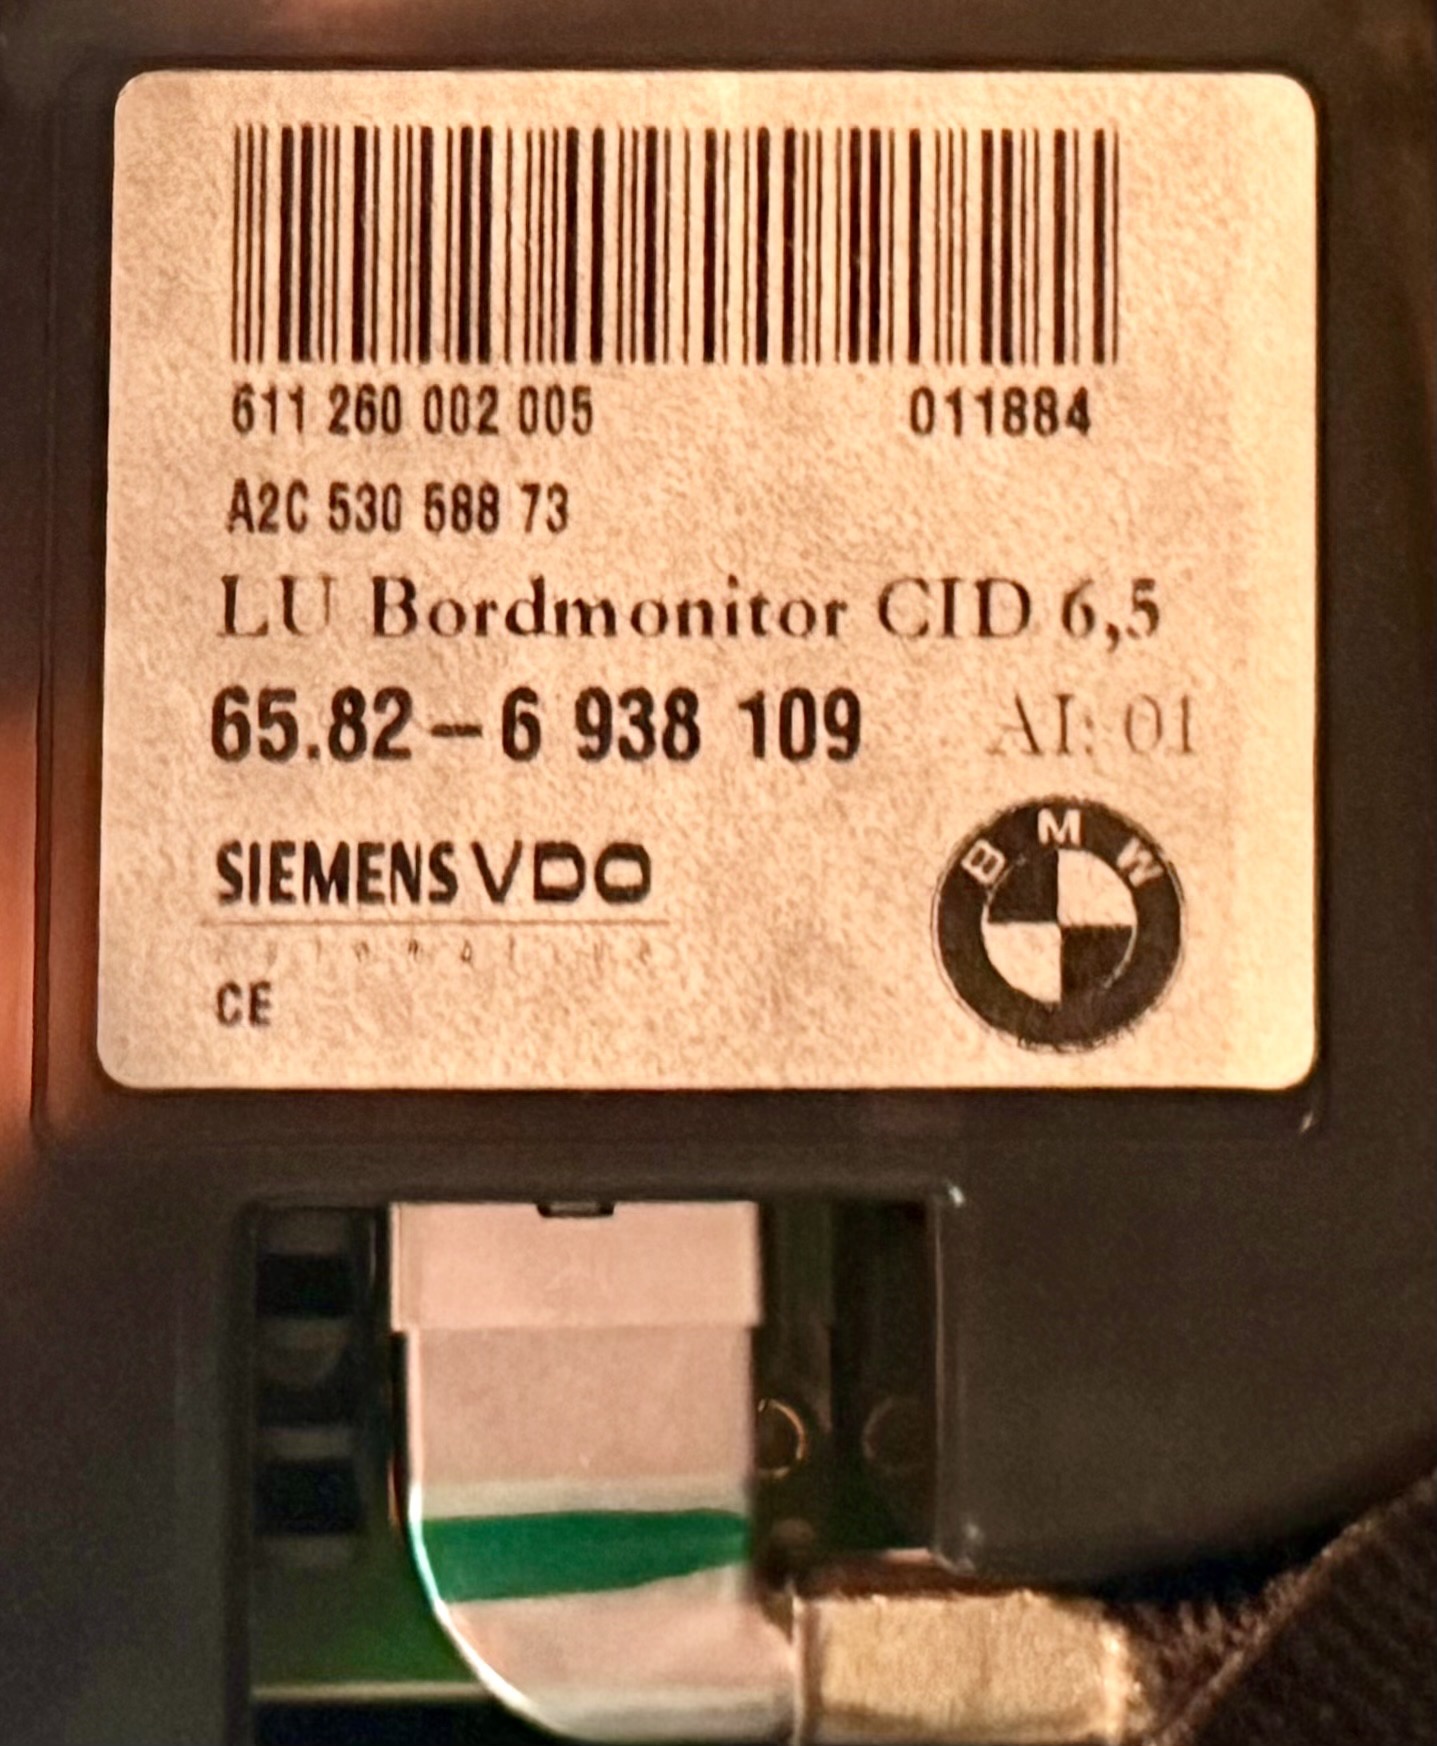 611 260 002 005 011884
A2C 530 588 73
LU Bordmonitor CID 6,5
65.82-6 938 109 AI: 01
SIEMENS VDO
CE
BMW